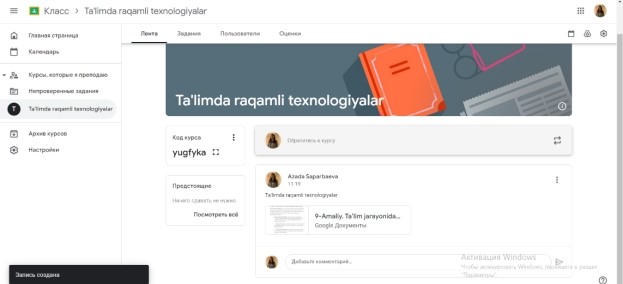 Класс > Ta'limda raqamli texnologiyalar
Главная страница
Календарь
Курсы, которые я преподаю
Непроверенные задания
T Ta'limda raqamli texnologiyalar
Архив курсов
Настройки
Лента Задания Пользователи Оценки
Ta'limda raqamli texnologiyalar
Код курса
yugfyka
Обратитесь к курсу
Предстоящие
Ничего сдавать не нужно
Посмотреть всё
Azada Saparbaeva
11:19
Ta'limda raqamli texnologiyalar
9-Amaliy. Ta'lim jarayonida...
Google Документы
Добавьте комментарий...
Активация Windows
Чтобы активировать Windows, перейдите в раздел
"Параметры".
Запись создана